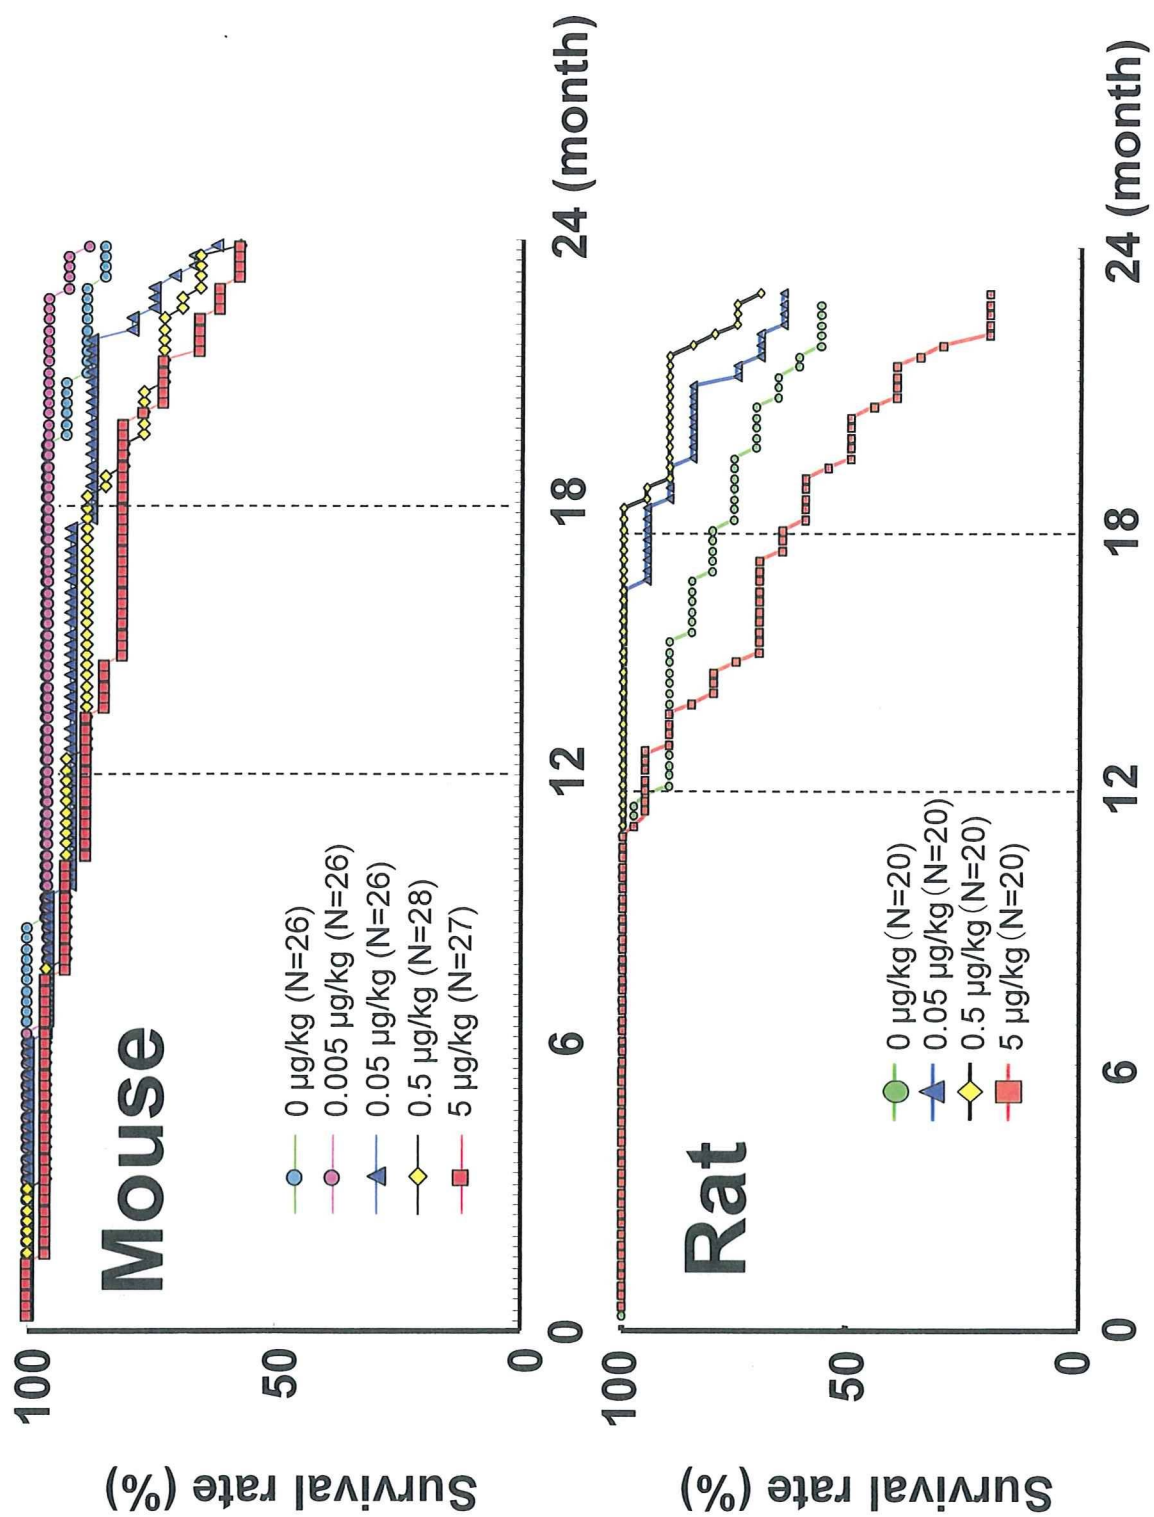 Mouse
Survival rate (%)
100
50
0
0 µg/kg (N=26)
0.005 µg/kg (N=26)
0.05 µg/kg (N=26)
0.5 µg/kg (N=28)
5 µg/kg (N=27)
0 6 12 18 24 (month)
Rat
Survival rate (%)
100
50
0
0 µg/kg (N=20)
0.05 µg/kg (N=20)
0.5 µg/kg (N=20)
5 µg/kg (N=20)
0 6 12 18 24 (month)